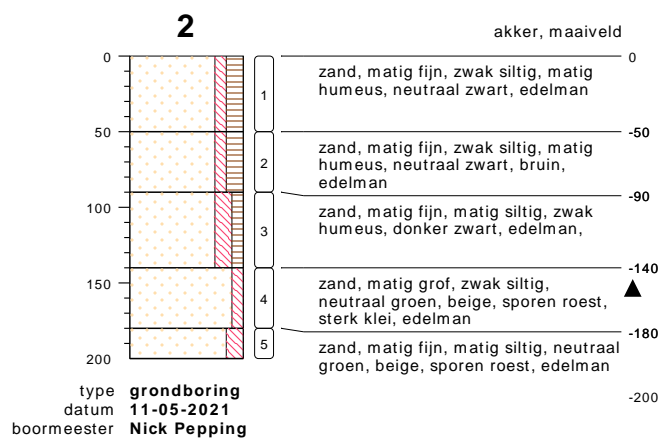 2
akker, maaiveld
0
0
1
zand, matig fijn, zwak siltig, matig
humeus, neutraal zwart, edelman
50
-50
2
zand, matig fijn, zwak siltig, matig
humeus, neutraal zwart, bruin,
edelman
-90
100
3
zand, matig fijn, matig siltig, zwak
humeus, donker zwart, edelman,
-140
150
4
zand, matig grof, zwak siltig,
neutraal groen, beige, sporen roest,
sterk klei, edelman
-180
5
zand, matig fijn, matig siltig, neutraal
groen, beige, sporen roest, edelman
200
-200
type grondboring
datum 11-05-2021
boormeester Nick Pepping